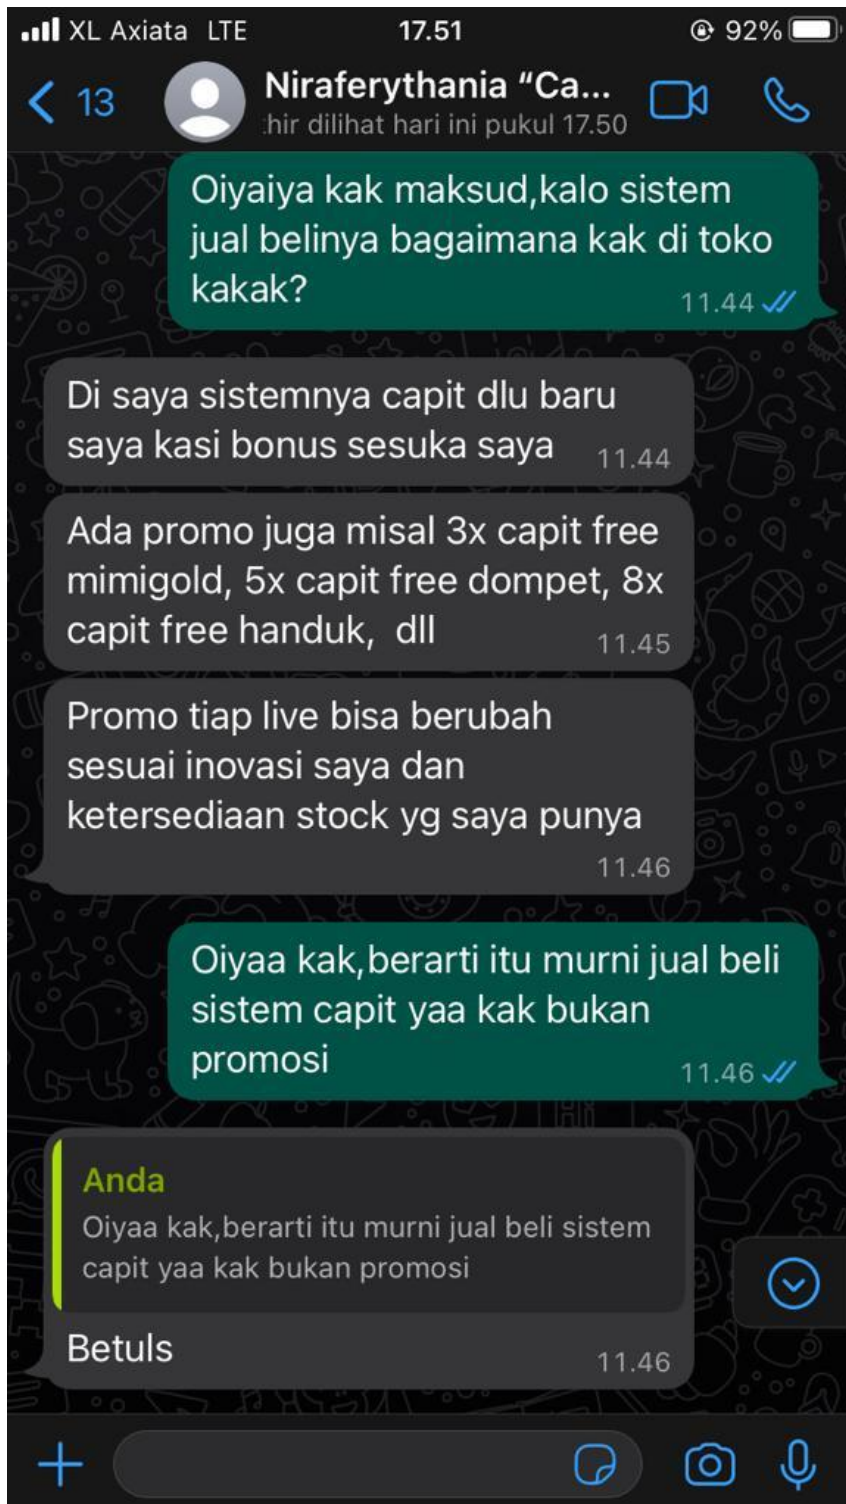 XL Axiata LTE 17.51 92%
13 Niraferythania “Ca...
:hir dilihat hari ini pukul 17.50
Oiyaiya kak maksud,kalo sistem
jual belinya bagaimana kak di toko
kakak?
11.44
Di saya sistemnya capit dlu baru
saya kasi bonus sesuka saya
11.44
Ada promo juga misal 3x capit free
mimigold, 5x capit free dompet, 8x
capit free handuk, dll
11.45
Promo tiap live bisa berubah
sesuai inovasi saya dan
ketersediaan stock yg saya punya
11.46
Oiyaa kak,berarti itu murni jual beli
sistem capit yaa kak bukan
promosi
11.46
Anda
Oiyaa kak,berarti itu murni jual beli sistem
capit yaa kak bukan promosi
Betuls
11.46